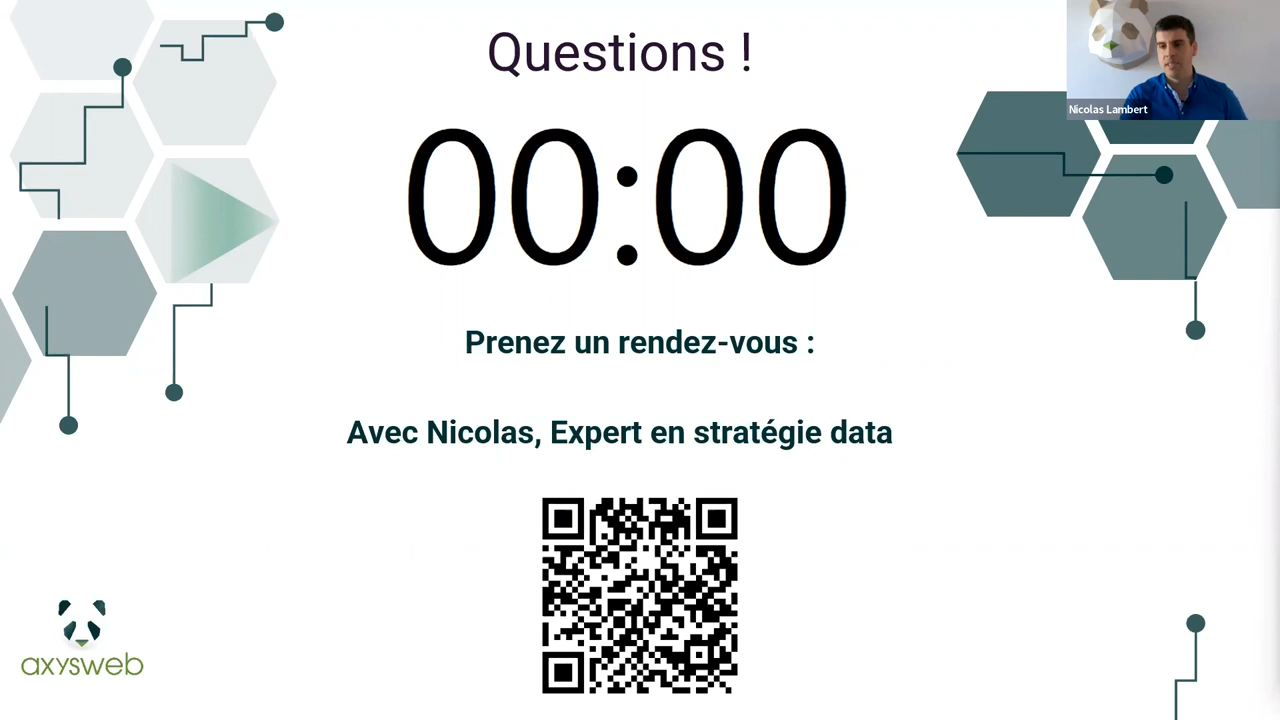 Questions !
Nicolas Lambert
00:00
Prenez un rendez-vous :
Avec Nicolas, Expert en stratégie data
axysweb